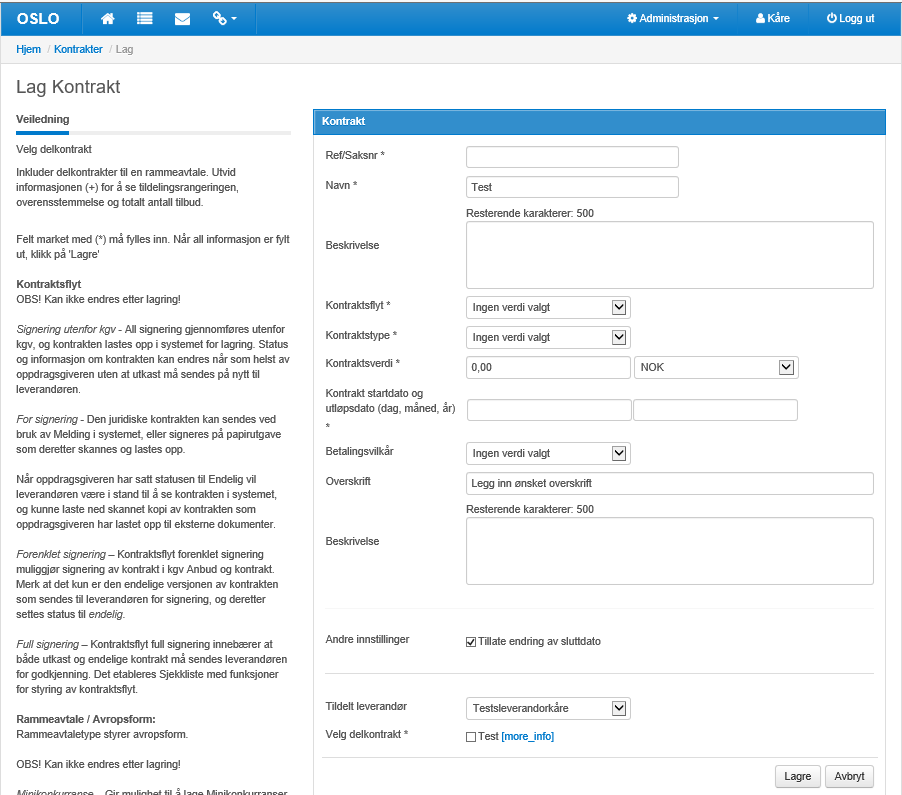 OSLO
Administrasjon
Kåre
Logg ut
Hjem / Kontrakter / Lag
Lag Kontrakt
Veiledning
Velg delkontrakt
Inkluder delkontrakter til en rammeavtale. Utvid
informasjonen (+) for å se tildelingsrangeringen,
overensstemmelse og totalt antall tilbud.
Felt market med (*) må fylles inn. Når all informasjon er fylt
ut, klikk på 'Lagre'
Kontraktsflyt
OBS! Kan ikke endres etter lagring!
Signering utenfor kgv - All signering gjennomføres utenfor
kgv, og kontrakten lastes opp i systemet for lagring. Status
og informasjon om kontrakten kan endres når som helst av
oppdragsgiveren uten at utkast må sendes på nytt til
leverandøren.
For signering - Den juridiske kontrakten kan sendes ved
bruk av Melding i systemet, eller signeres på papirutgave
som deretter skannes og lastes opp.
Når oppdragsgiveren har satt statusen til Endelig vil
leverandøren være i stand til å se kontrakten i systemet,
og kunne laste ned skannet kopi av kontrakten som
oppdragsgiveren har lastet opp til eksterne dokumenter.
Forenklet signering – Kontraktsflyt forenklet signering
muliggjør signering av kontrakt i kgv Anbud og kontrakt.
Merk at det kun er den endelige versjonen av kontrakten
som sendes til leverandøren for signering, og deretter
settes status til endelig.
Full signering – Kontraktsflyt full signering innebærer at
både utkast og endelige kontrakt må sendes leverandøren
for godkjenning. Det etableres Sjekkliste med funksjoner
for styring av kontraktsflyt.
Rammeavtale / Avropsform:
Rammeavtaletype styrer avropsform.
OBS! Kan ikke endres etter lagring!
Minikonkurranse – Gir mulighet til å lage Minikonkurranser
Kontrakt
Ref/Saksnr *
Navn * Test
Resterende karakterer: 500
Beskrivelse
Kontraktsflyt * Ingen verdi valgt
Kontraktstype * Ingen verdi valgt
Kontraktsverdi * 0,00 NOK
Kontrakt startdato og
utløpsdato (dag, måned, år)
*
Betalingsvilkår Ingen verdi valgt
Overskrift Legg inn ønsket overskrift
Resterende karakterer: 500
Beskrivelse
Andre innstillinger Tillate endring av sluttdato
Tildelt leverandør Testsleverandorkåre
Velg delkontrakt * Test [more_info]
Lagre Avbryt